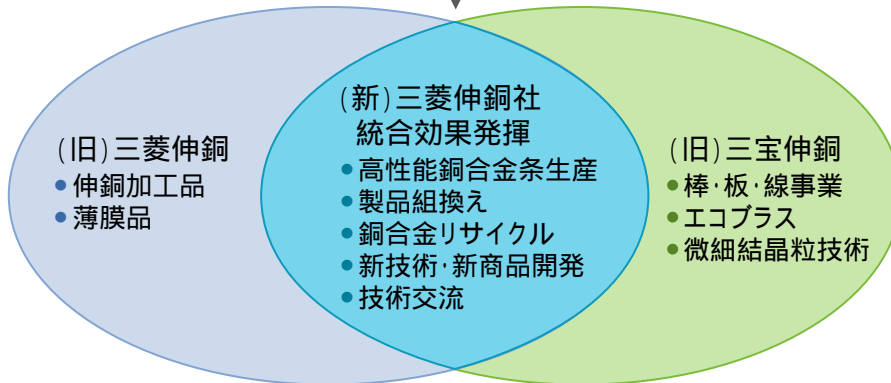 (旧)三菱伸銅
●伸銅加工品
●薄膜品
(新)三菱伸銅社
統合効果発揮
●高性能銅合金条生産
●製品組換え
●銅合金リサイクル
●新技術·新商品開発
●技術交流
(旧)三宝伸銅
●棒·板·線事業
●エコブラス
●微細結晶粒技術